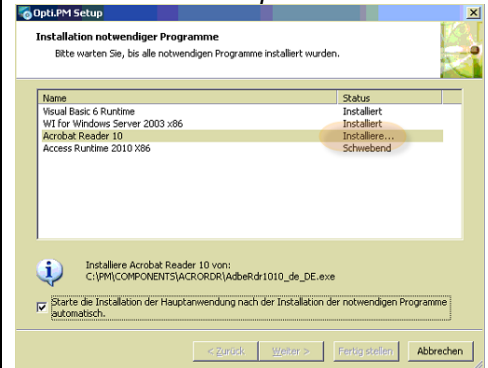 Opti.PM Setup
Installation notwendiger Programme
Bitte warten Sie, bis alle notwendigen Programme installiert wurden.
Name Status
Visual Basic 6 Runtime Installiert
WI for Windows Server 2003 x86 Installiert
Acrobat Reader 10 Installiere...
Access Runtime 2010 X86 Schwebend
Installiere Acrobat Reader 10 von:
C:\PM\COMPONENTS\ACRORDR\AdbeRdr1010_de_DE.exe
Starte die Installation der Hauptanwendung nach der Installation der notwendigen Programme
automatisch.
< Zurück Weiter > Fertig stellen Abbrechen